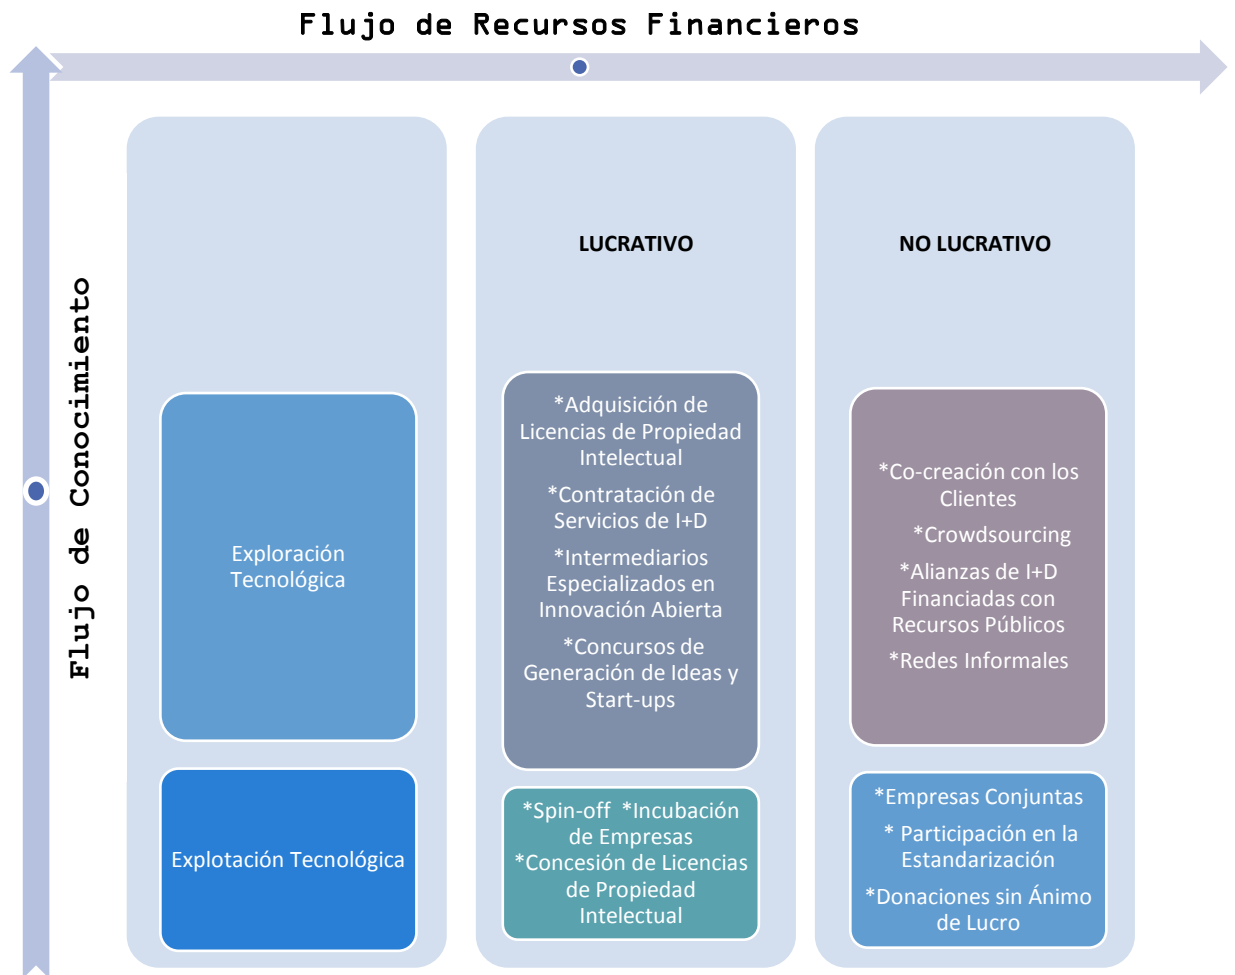 Flujo de Recursos Financieros
Flujo de Conocimiento
LUCRATIVO
NO LUCRATIVO
Exploración
Tecnológica
*Adquisición de
Licencias de Propiedad
Intelectual
*Contratación de
Servicios de I+D
*Intermediarios
Especializados en
Innovación Abierta
*Concursos de
Generación de Ideas y
Start-ups
*Co-creación con los
Clientes
*Crowdsourcing
*Alianzas de I+D
Financiadas con
Recursos Públicos
*Redes Informales
Explotación Tecnológica
*Spin-off *Incubación
de Empresas
*Concesión de Licencias
de Propiedad
Intelectual
*Empresas Conjuntas
* Participación en la
Estandarización
*Donaciones sin Ánimo
de Lucro